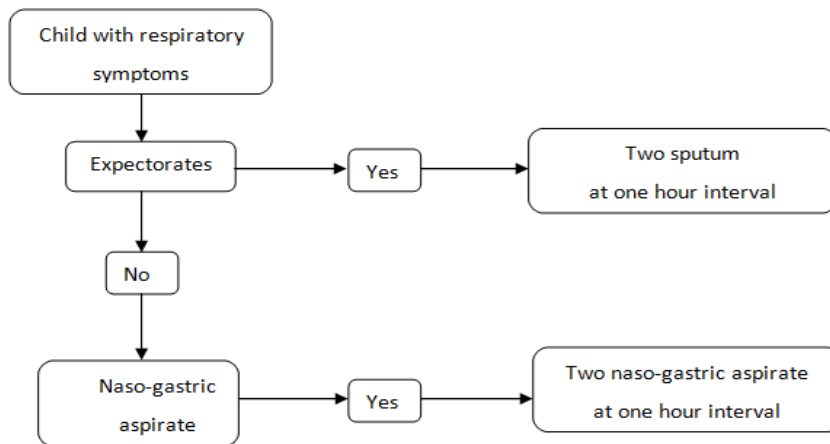 Child with respiratory
symptoms
Expectorates
Yes
Two sputum
at one hour interval
No
Naso-gastric
aspirate
Yes
Two naso-gastric aspirate
at one hour interval